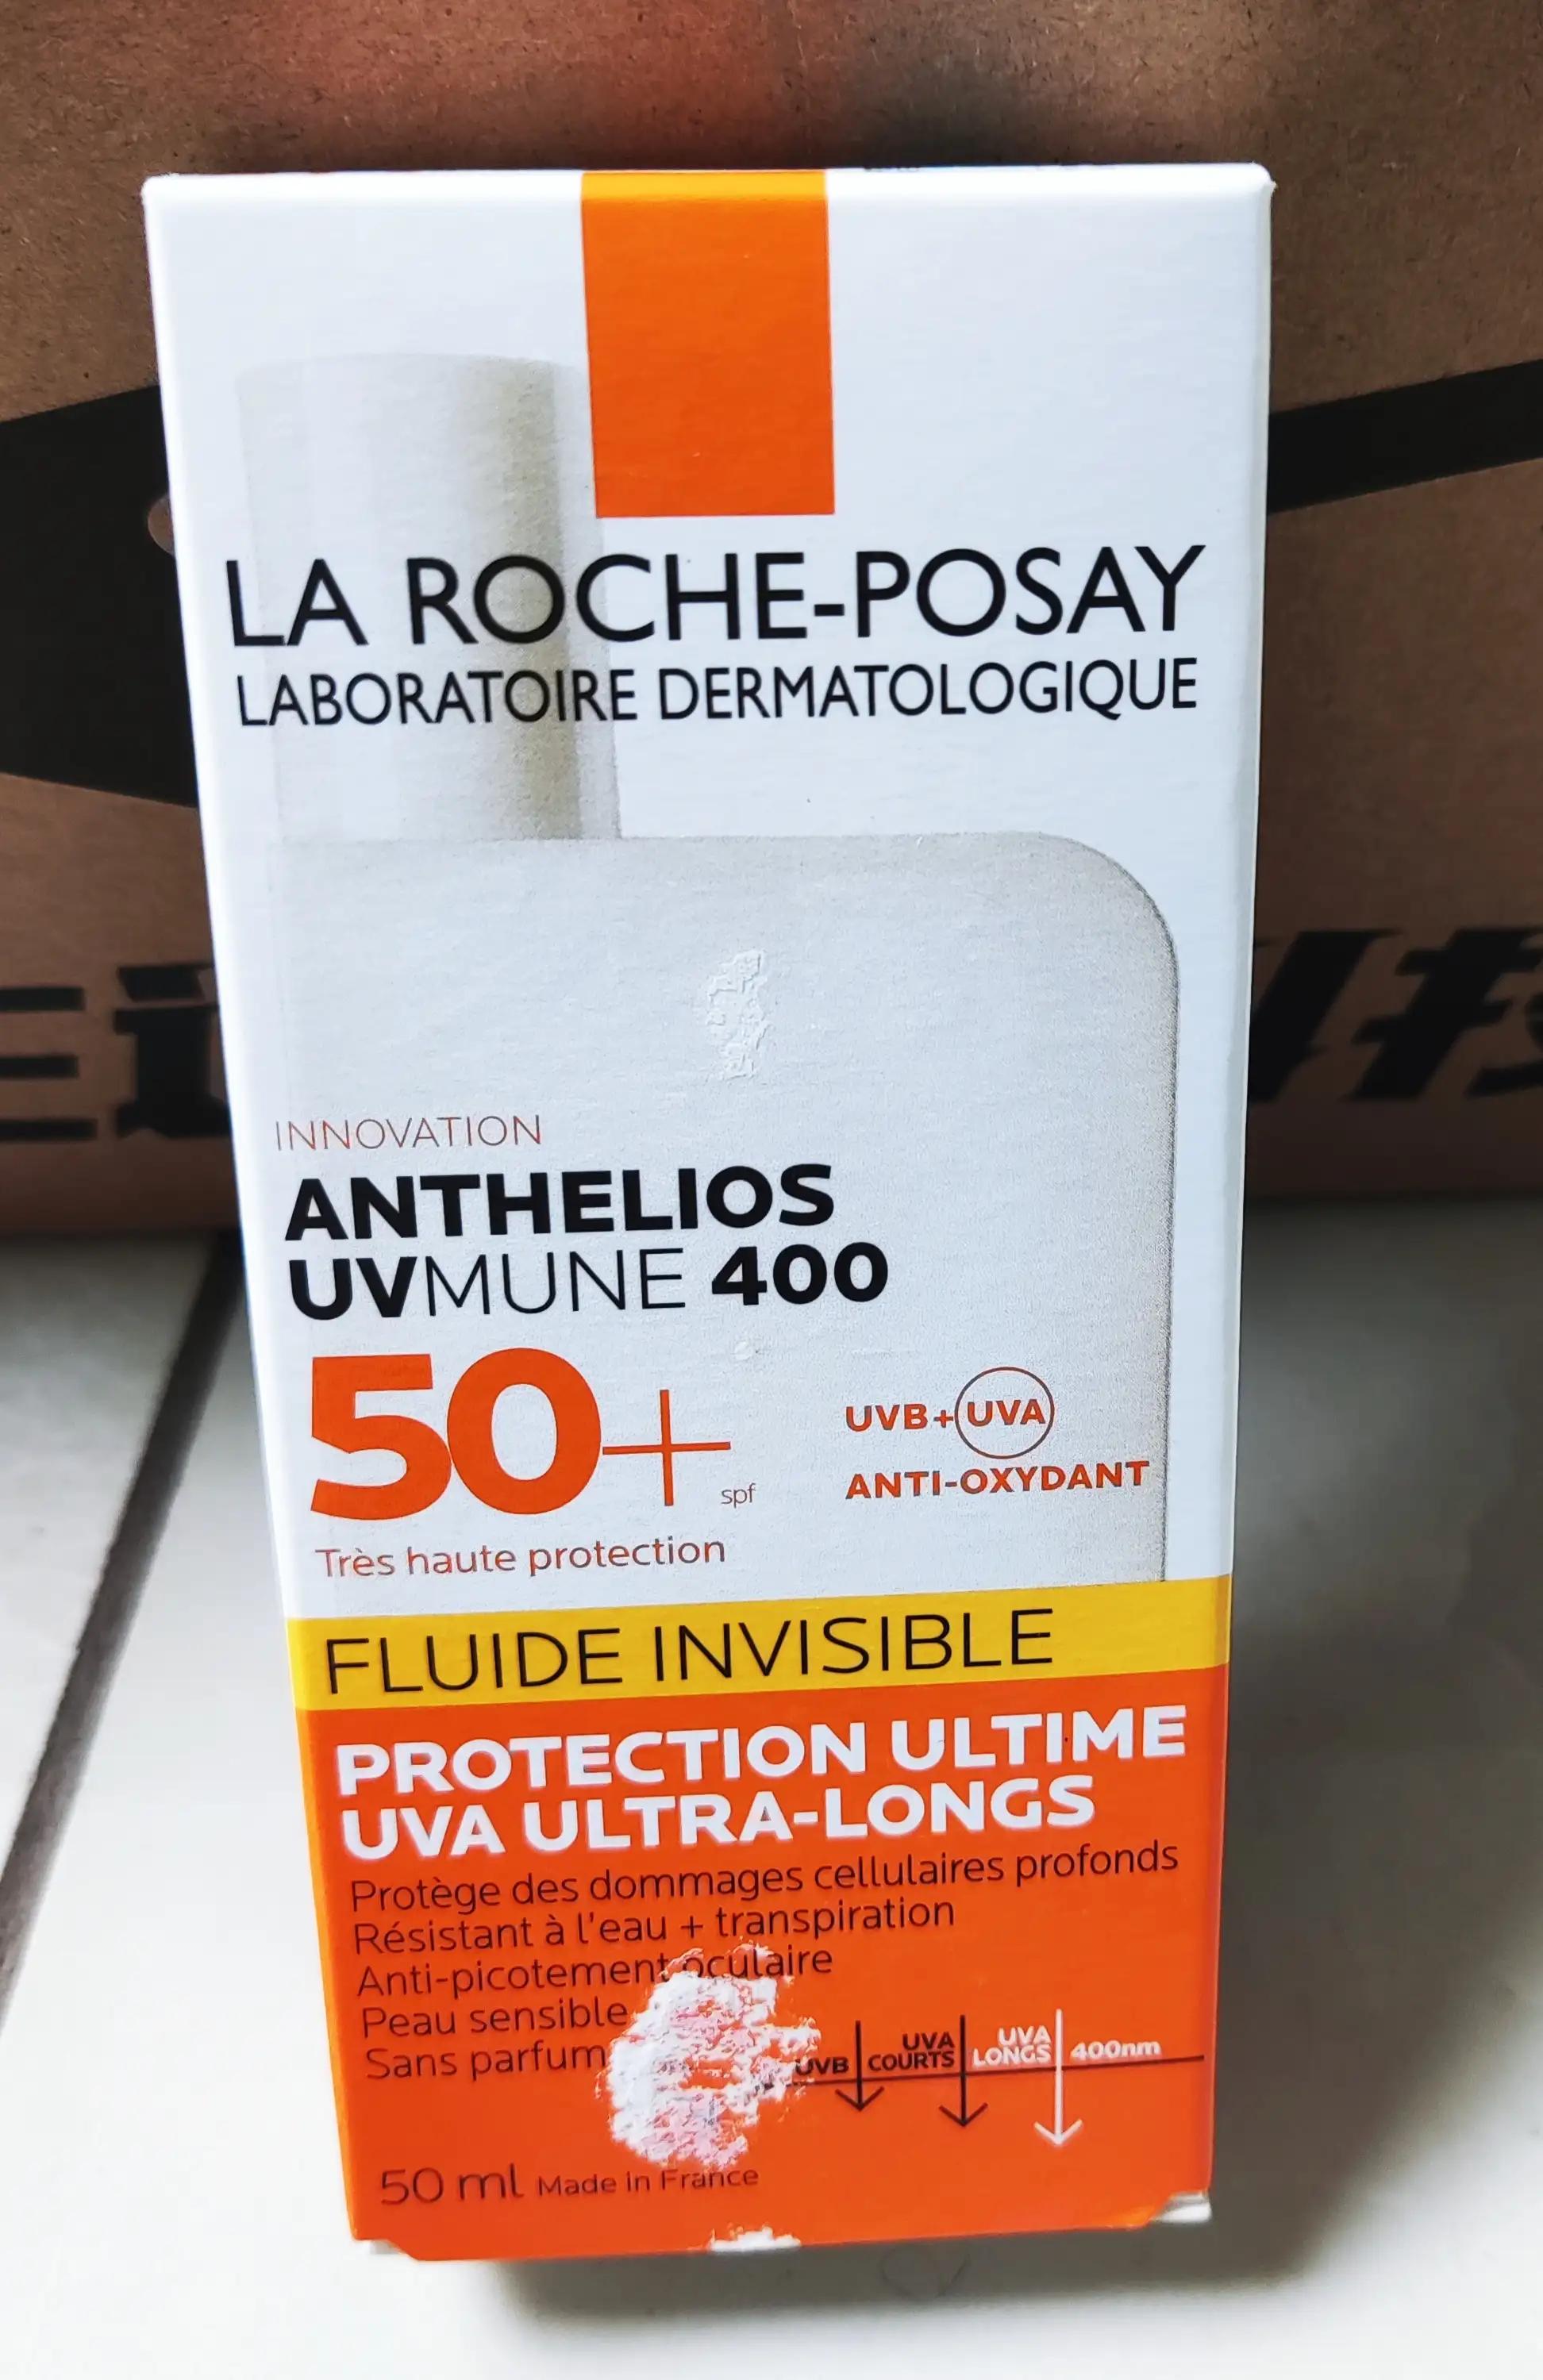 LA ROCHE-POSAY
LABORATOIRE DERMATOLOGIQUE
INNOVATION
ANTHELIOS
UVMUNE 400
50+ spf
UVB+UVA
ANTI-OXYDANT
Très haute protection
FLUIDE INVISIBLE
PROTECTION ULTIME
UVA ULTRA-LONGS
Protège des dommages cellulaires profonds
Résistant à l'eau + transpiration
Anti-picotement oculaire
Peau sensible
Sans parfum
UVB
UVA COURTS
UVA LONGS
400nm
50 ml Made in France